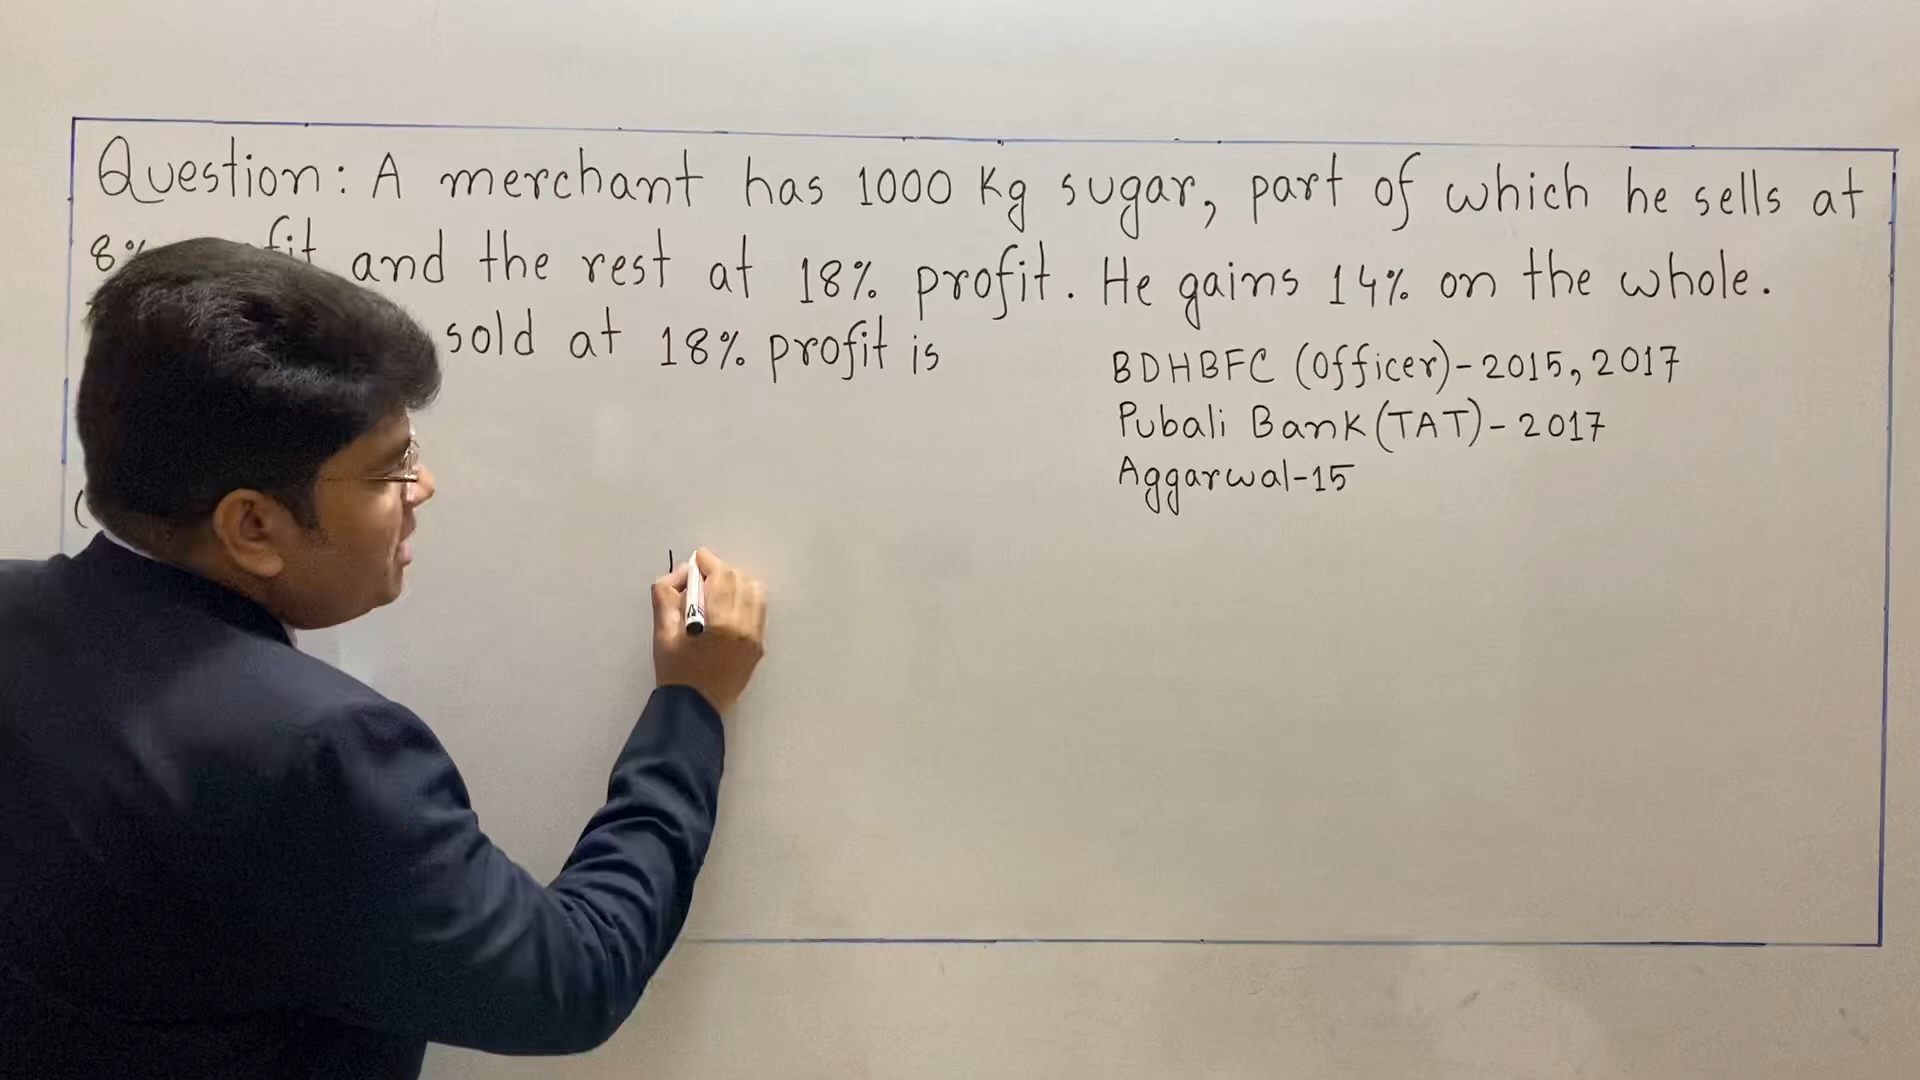 Question: A merchant has 1000 Kg sugar, part of which he sells at
8% and the rest at 18% profit. He gains 14% on the whole.
sold at 18% profit is
BDHBFC (Officer)-2015, 2017
Pubali Bank (TAT)-2017
Aggarwal-15